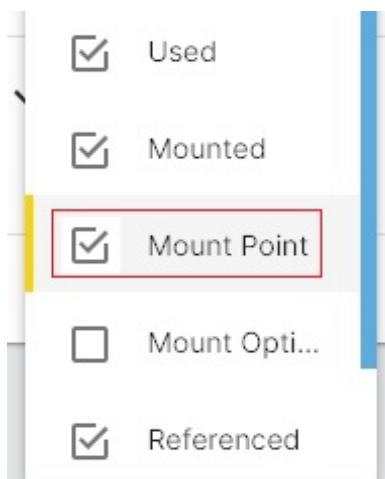 Used
Mounted
Mount Point
Mount Opti...
Referenced